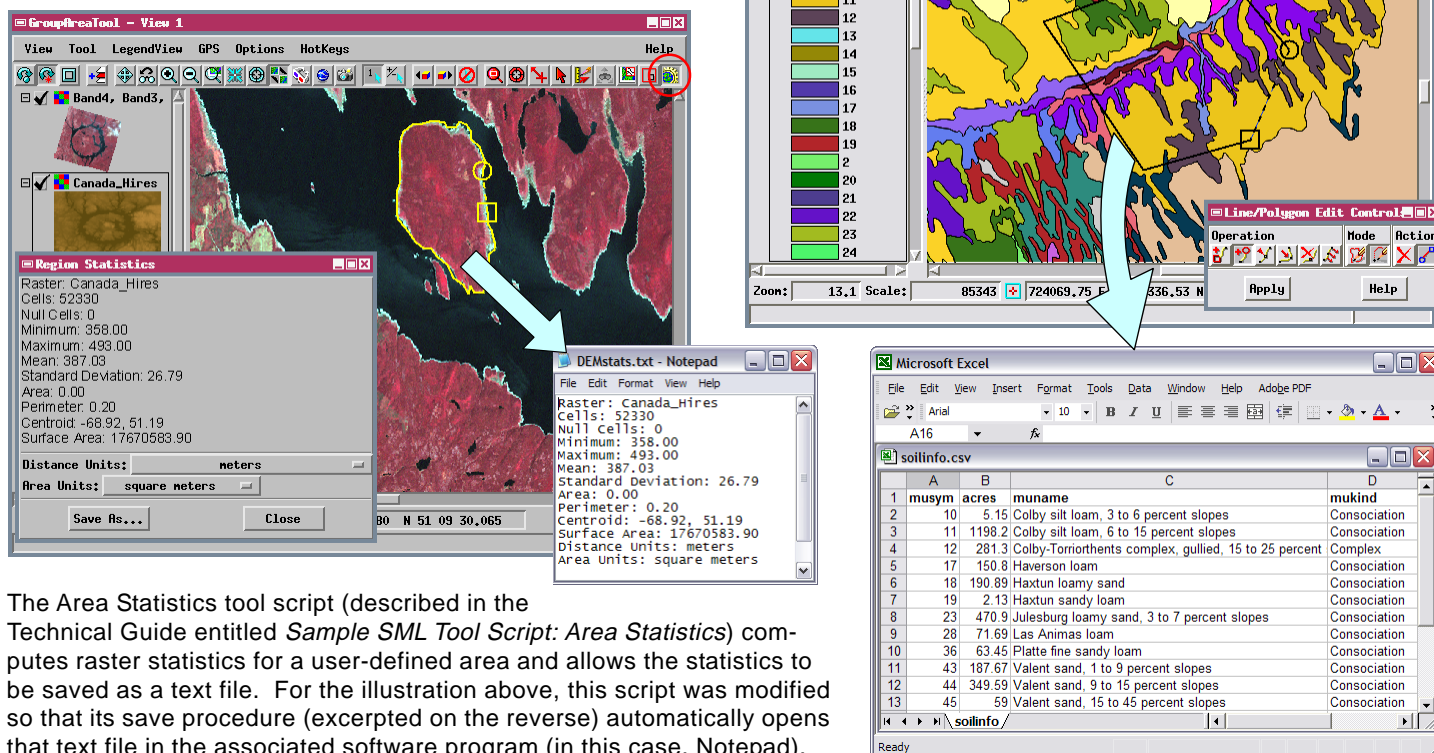 GroupAreaTool - View 1
View Tool LegendView GPS Options HotKeys Help
Band4, Band3,
Canada_Hires
Region Statistics
Raster: Canada_Hires
Cells: 52330
Null Cells: 0
Minimum: 358.00
Maximum: 493.00
Mean: 387.03
Standard Deviation: 26.79
Area: 0.00
Perimeter: 0.20
Centroid: -68.92, 51.19
Surface Area: 17670583.90
Distance Units: meters
Area Units: square meters
Save As... Close
N 51 09 30.065
DEMstats.txt - Notepad
File Edit Format View Help
Raster: Canada_Hires
Cells: 52330
Null Cells: 0
Minimum: 358.00
Maximum: 493.00
Mean: 387.03
Standard Deviation: 26.79
Area: 0.00
Perimeter: 0.20
Centroid: -68.92, 51.19
Surface Area: 17670583.90
Distance Units: meters
Area Units: square meters
The Area Statistics tool script (described in the
Technical Guide entitled Sample SML Tool Script: Area Statistics) com-
putes raster statistics for a user-defined area and allows the statistics to
be saved as a text file. For the illustration above, this script was modified
so that its save procedure (excerpted on the reverse) automatically opens
that text file in the associated software program (in this case, Notepad).
11
12
13
14
15
16
17
18
19
2
20
21
22
23
24
Line/Polygon Edit Controls
Operation Mode Action
Apply Help
Zoom: 13.1 Scale: 85343 724069.75 E 336.53 N
Microsoft Excel
File Edit View Insert Format Tools Data Window Help Adobe PDF
Arial 10 B I U A
A16 fx
soilinfo.csv
A B C D
1 musym acres muname mukind
2 10 5.15 Colby silt loam, 3 to 6 percent slopes Consociation
3 11 1198.2 Colby silt loam, 6 to 15 percent slopes Consociation
4 12 281.3 Colby-Torriorthents complex, gullied, 15 to 25 percent Complex
5 17 150.8 Haverson loam Consociation
6 18 190.89 Haxtun loamy sand Consociation
7 19 2.13 Haxtun sandy loam Consociation
8 23 470.9 Julesburg loamy sand, 3 to 7 percent slopes Consociation
9 28 71.69 Las Animas loam Consociation
10 36 63.45 Platte fine sandy loam Consociation
11 43 187.67 Valent sand, 1 to 9 percent slopes Consociation
12 44 349.59 Valent sand, 9 to 15 percent slopes Consociation
13 45 59 Valent sand, 15 to 45 percent slopes Consociation
soilinfo
Ready